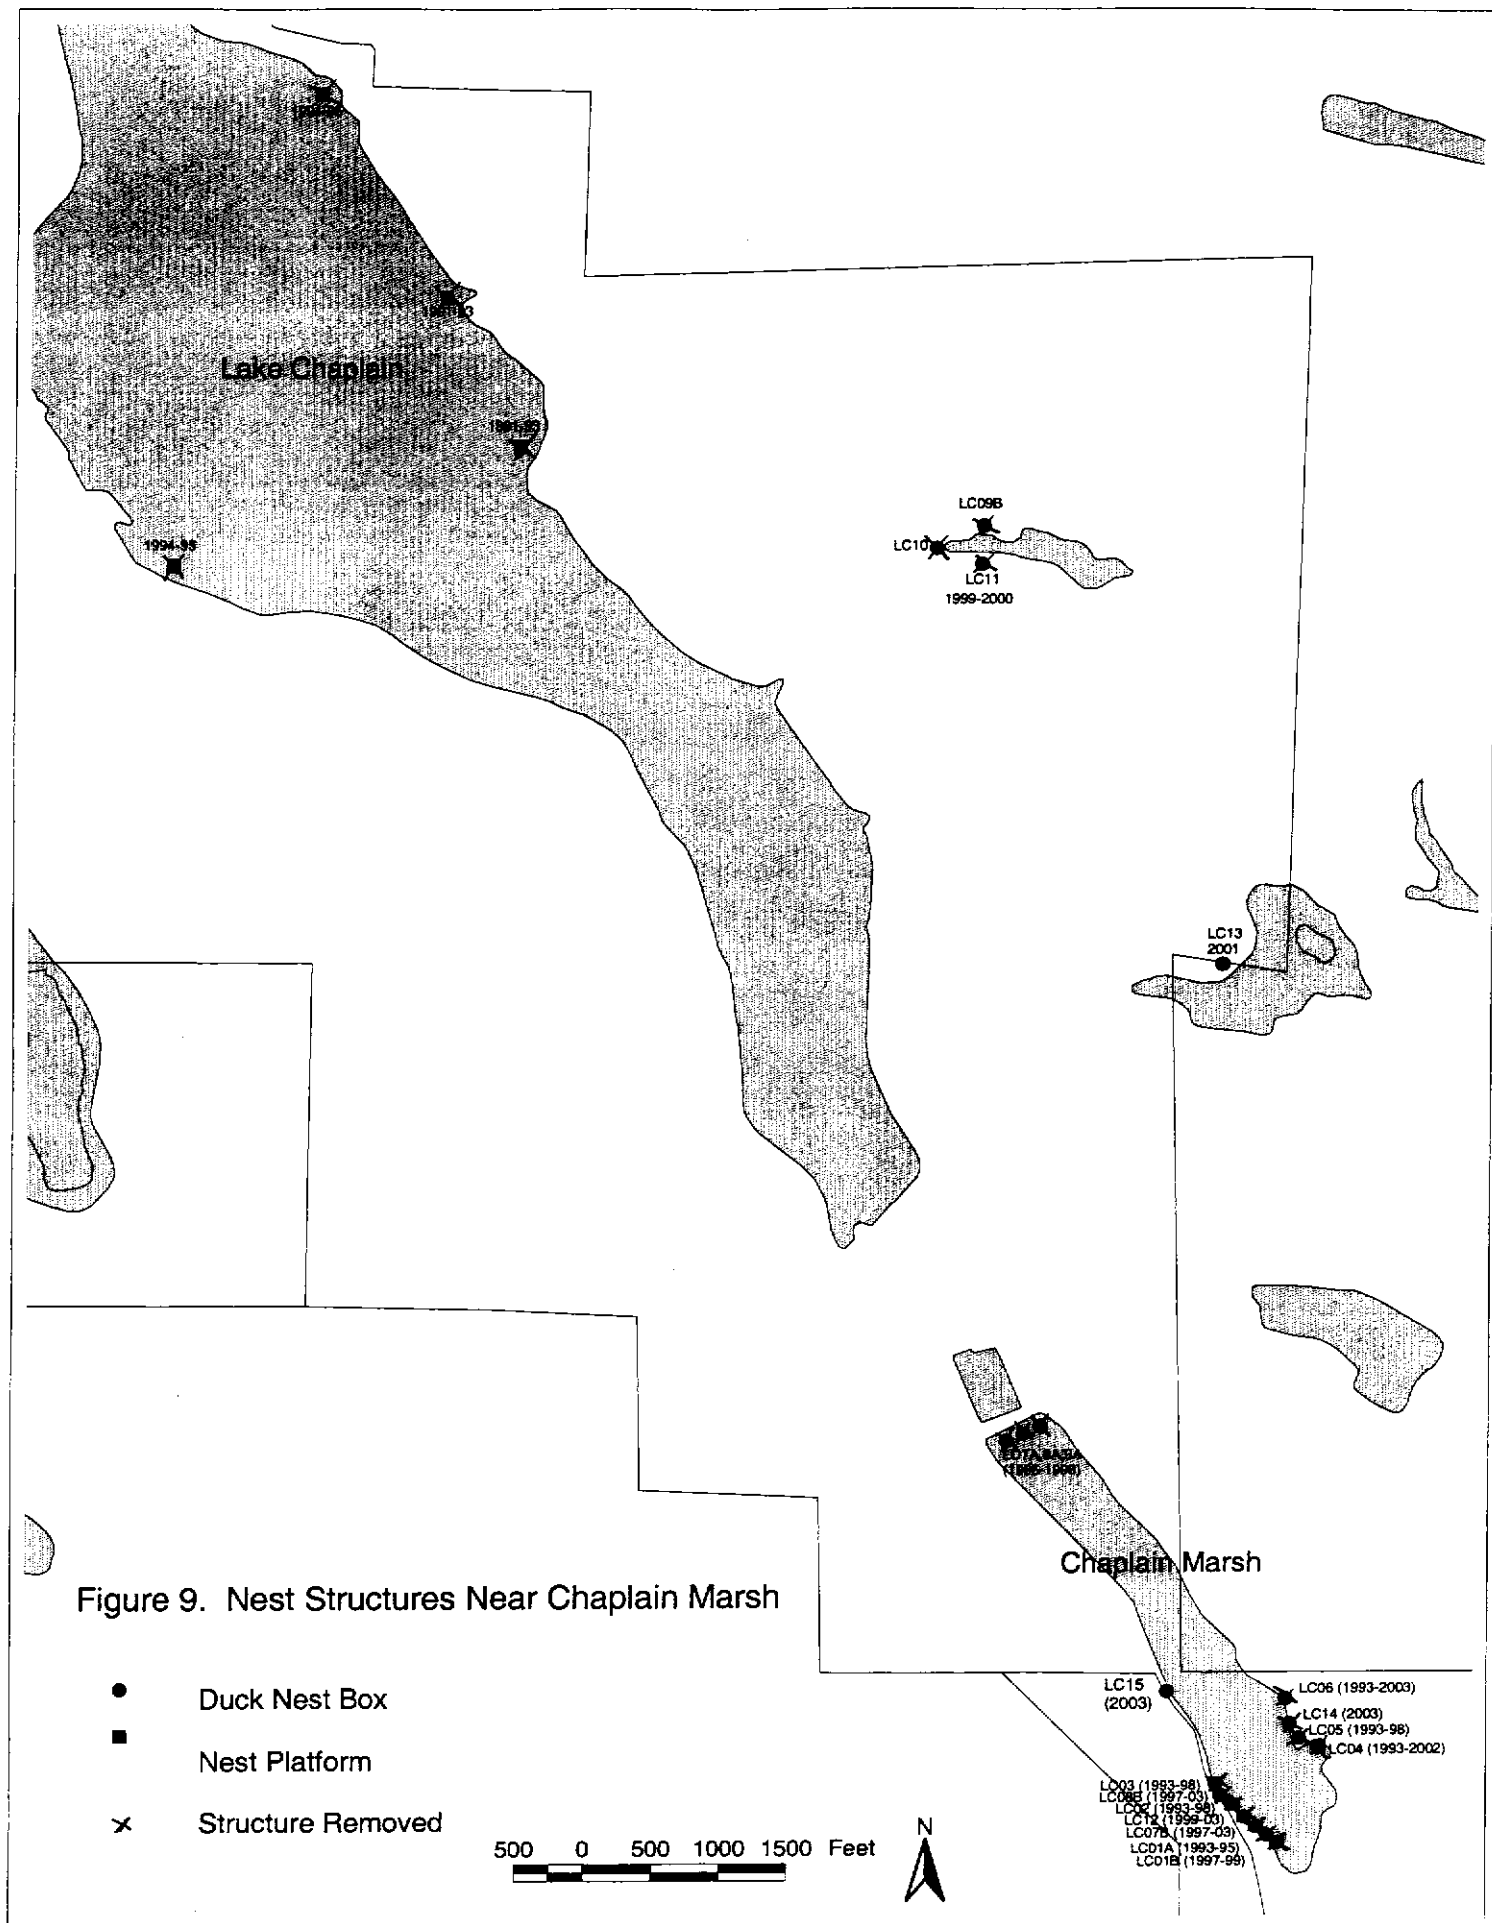 Lake Chaplain
1994-95
LC09B
LC10
LC11
1999-2000
LC13
2001
Chaplain Marsh
LC15
(2003)
LC06 (1993-2003)
LC14 (2003)
LC05 (1993-98)
LC04 (1993-2002)
LC03 (1993-98)
LC08B (1997-03)
LC02 (1993-98)
LC12 (1999-03)
LC07B (1997-03)
LC01A (1993-95)
LC01B (1997-99)
Figure 9. Nest Structures Near Chaplain Marsh
Duck Nest Box
Nest Platform
Structure Removed
500 0 500 1000 1500 Feet
N